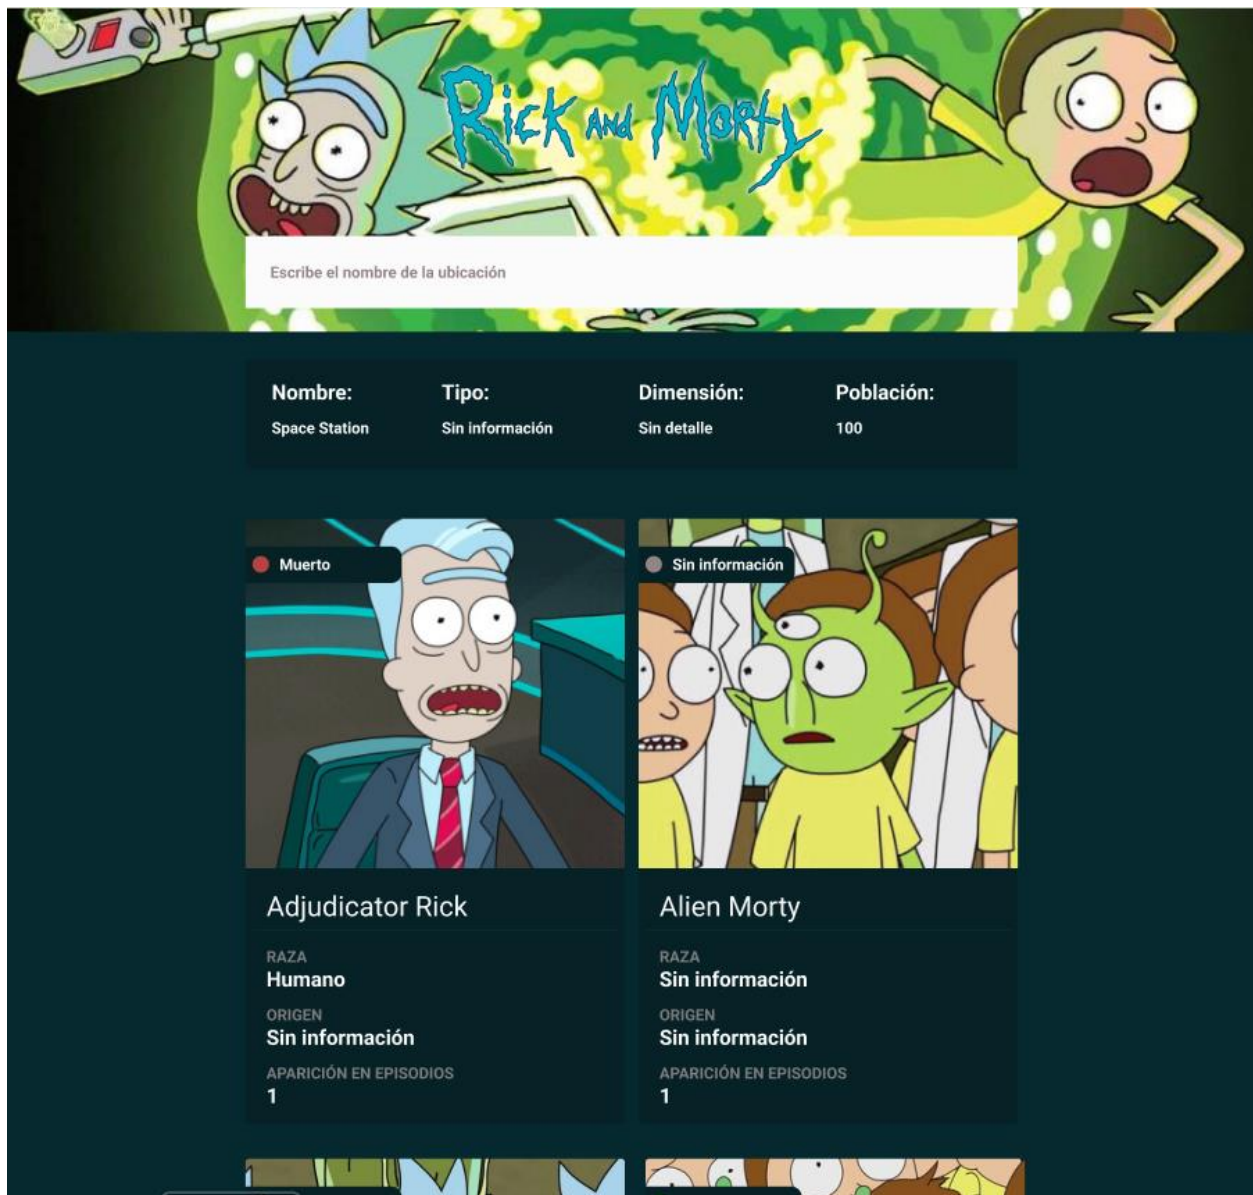 Rick and Morty
Escribe el nombre de la ubicación
Nombre: Tipo: Dimensión: Población:
Space Station Sin información Sin detalle 100
Muerto Sin información
Adjudicator Rick Alien Morty
RAZA RAZA
Humano Sin información
ORIGEN ORIGEN
Sin información Sin información
APARICIÓN EN EPISODIOS APARICIÓN EN EPISODIOS
1 1